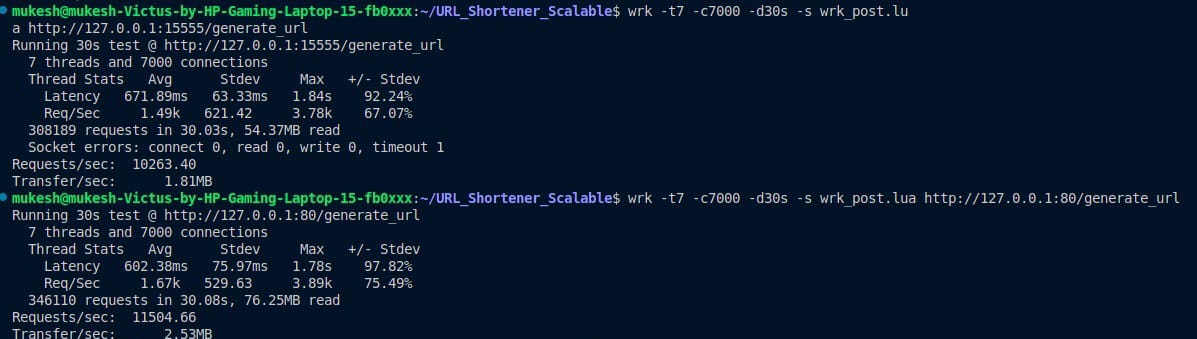 mukesh@mukesh-Victus-by-HP-Gaming-Laptop-15-fb0xxx:~/URL_Shortener_Scalable$ wrk -t7 -c7000 -d30s -s wrk_post.lu
a http://127.0.0.1:15555/generate_url
Running 30s test @ http://127.0.0.1:15555/generate_url
  7 threads and 7000 connections
  Thread Stats   Avg      Stdev     Max   +/- Stdev
    Latency   671.89ms   63.33ms   1.84s    92.24%
    Req/Sec     1.49k   621.42     3.78k    67.07%
  308189 requests in 30.03s, 54.37MB read
  Socket errors: connect 0, read 0, write 0, timeout 1
Requests/sec:  10263.40
Transfer/sec:      1.81MB
mukesh@mukesh-Victus-by-HP-Gaming-Laptop-15-fb0xxx:~/URL_Shortener_Scalable$ wrk -t7 -c7000 -d30s -s wrk_post.lua http://127.0.0.1:80/generate_url
Running 30s test @ http://127.0.0.1:80/generate_url
  7 threads and 7000 connections
  Thread Stats   Avg      Stdev     Max   +/- Stdev
    Latency   602.38ms   75.97ms   1.78s    97.82%
    Req/Sec     1.67k   529.63     3.89k    75.49%
  346110 requests in 30.08s, 76.25MB read
Requests/sec:  11504.66
Transfer/sec:      2.53MB